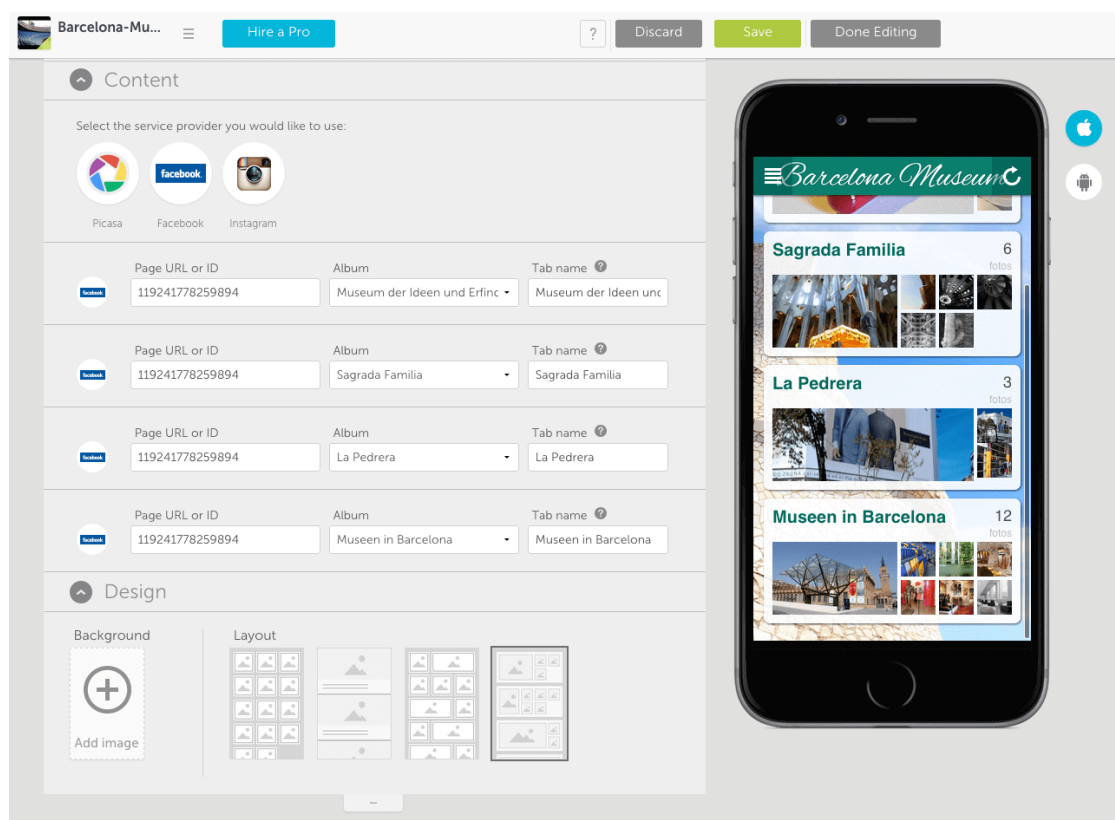 Barcelona-Mu...
Hire a Pro
?
Discard
Save
Done Editing
Content
Select the service provider you would like to use:
facebook
Picasa
Facebook
Instagram
Page URL or ID
Album
Tab name ?
facebook
119241778259894
Museum der Ideen und Erfinc
Museum der Ideen unc
Page URL or ID
Album
Tab name ?
facebook
119241778259894
Sagrada Familia
Sagrada Familia
Page URL or ID
Album
Tab name ?
facebook
119241778259894
La Pedrera
La Pedrera
Page URL or ID
Album
Tab name ?
facebook
119241778259894
Museen in Barcelona
Museen in Barcelona
Design
Background
Layout
Add image
Barcelona Museum
Sagrada Familia
6
fotos
La Pedrera
3
fotos
Museen in Barcelona
12
fotos